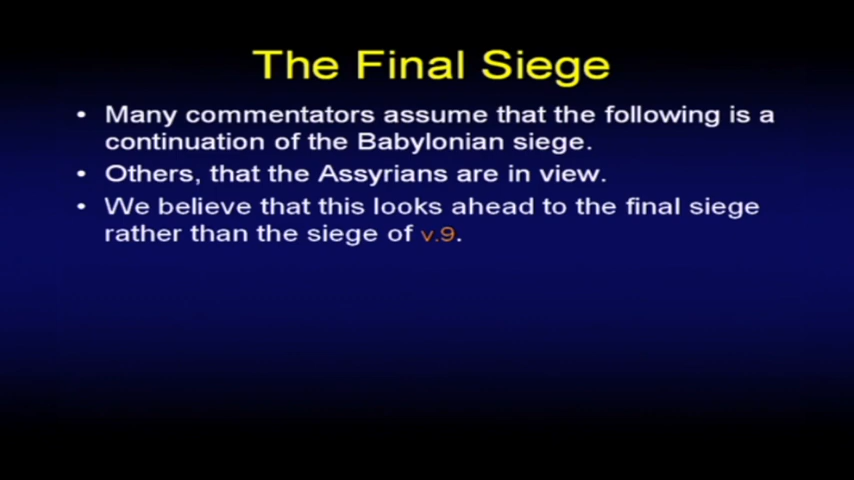 The Final Siege
• Many commentators assume that the following is a
continuation of the Babylonian siege.
• Others, that the Assyrians are in view.
• We believe that this looks ahead to the final siege
rather than the siege of v.9.